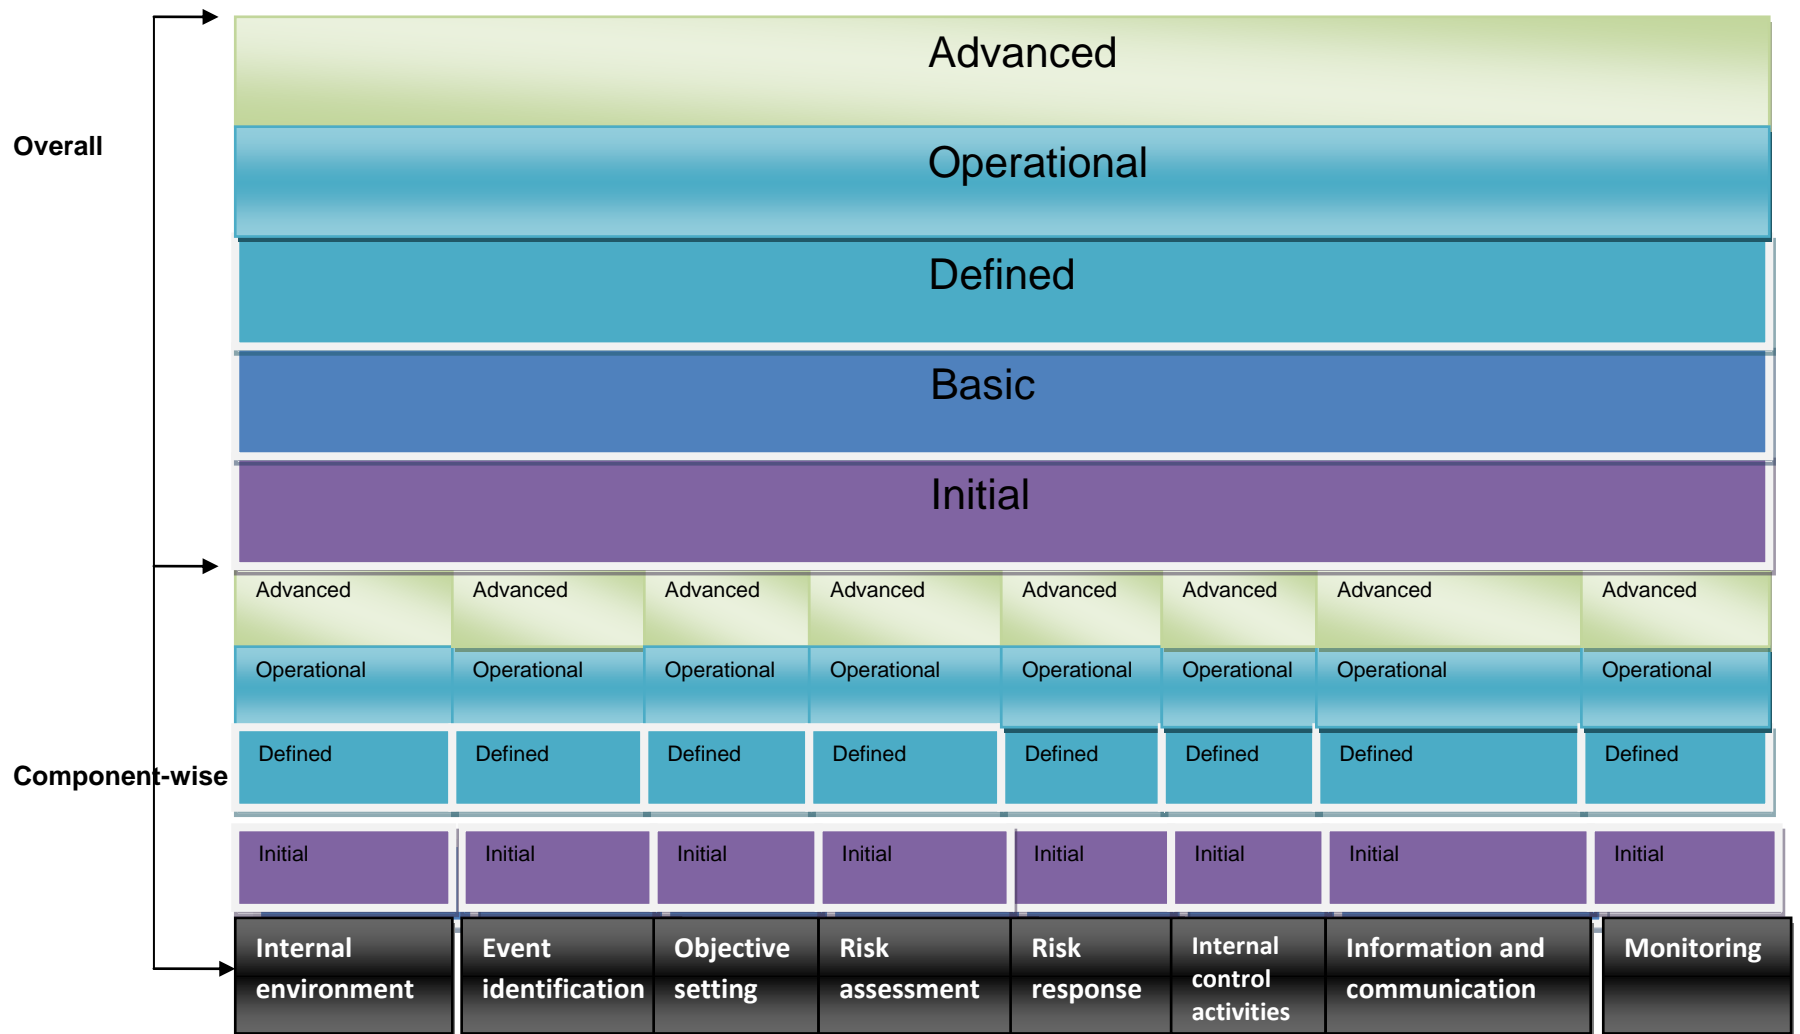 Advanced
Overall
Operational
Defined
Basic
Initial
Advanced Advanced Advanced Advanced Advanced Advanced Advanced Advanced
Operational Operational Operational Operational Operational Operational Operational Operational
Defined Defined Defined Defined Defined Defined Defined Defined
Component-wise
Initial Initial Initial Initial Initial Initial Initial Initial
Internal
environment
Event
identification
Objective
setting
Risk
assessment
Risk
response
Internal
control
activities
Information and
communication
Monitoring